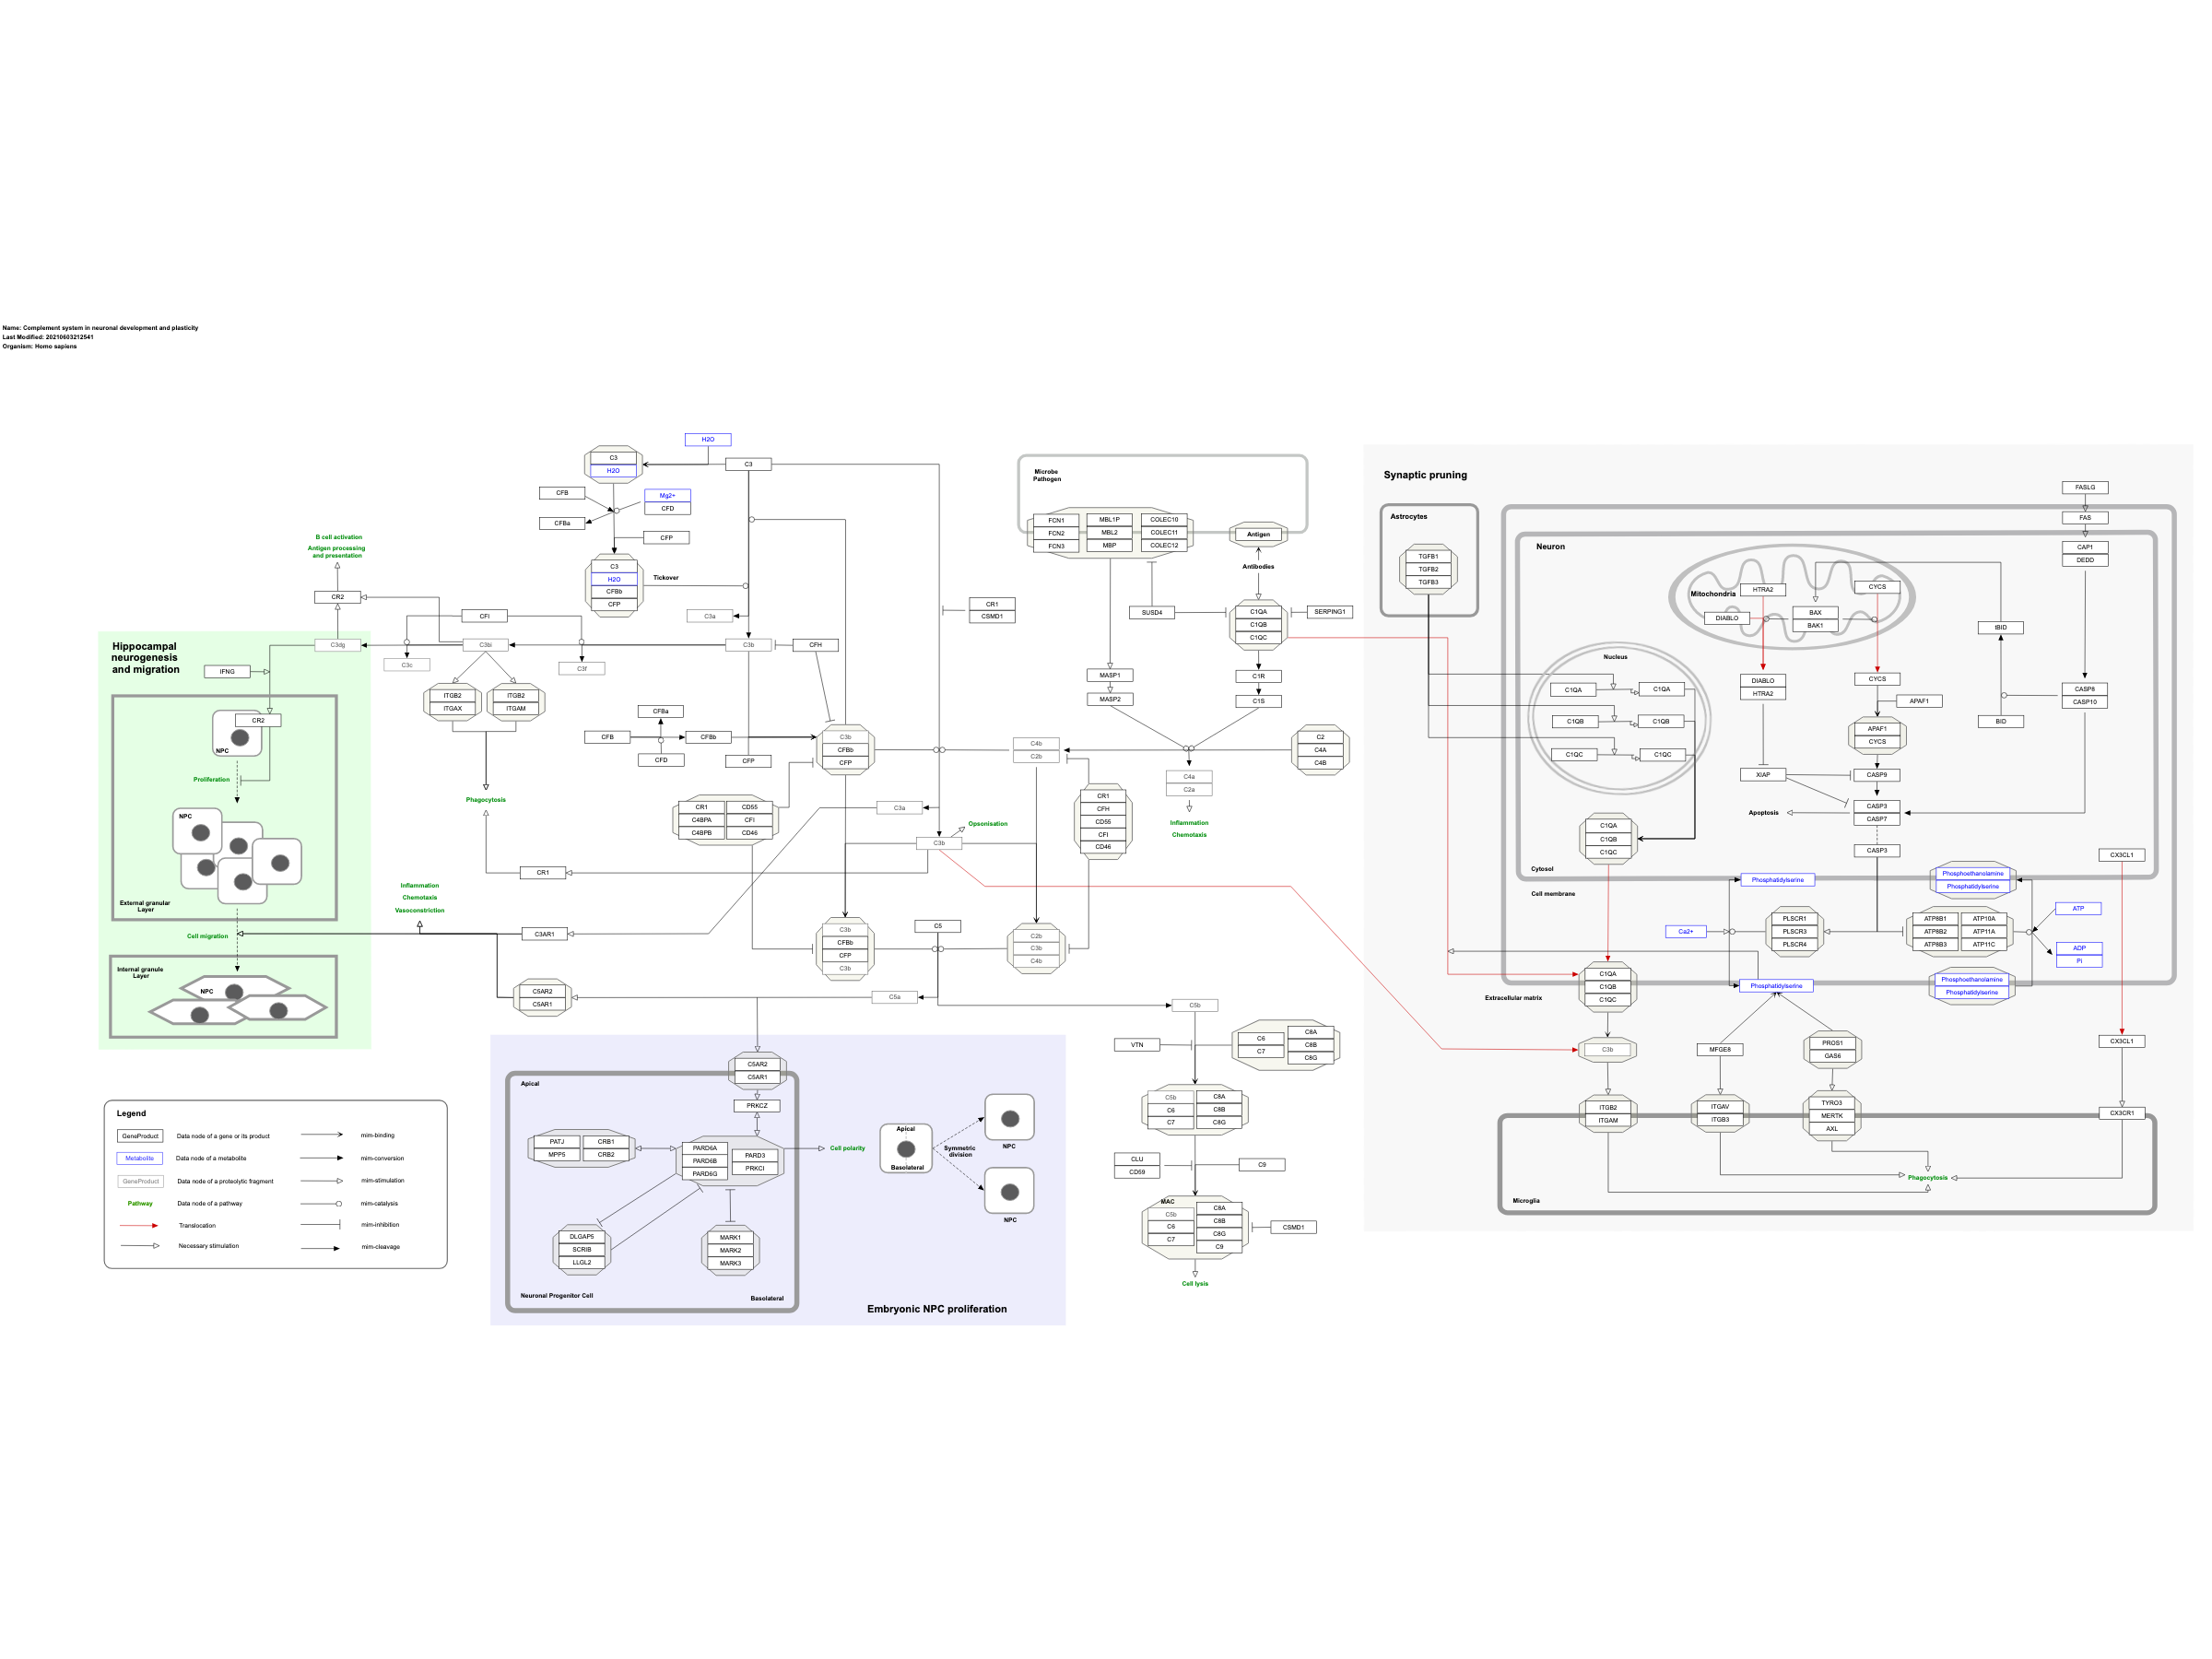 Name: Complement system in neuronal development and plasticity
Last Modified: 20210603212541
Organism: Homo sapiens
H2O
C3
H2O
C3
CFB
Mg2+
CFD
CFBa
CFP
C3
H2O
CFBb
CFP
Tickover
B cell activation
Antigen processing
and presentation
CR2
CFI
C3a
C3dg
C3bi
C3b
CFH
C3c
C3f
ITGB2
ITGAX
ITGB2
ITGAM
CR1
CSMD1
CFBa
CFB
CFBb
CFD
CFP
C3b
CFBb
CFP
C4b
C2b
CR1
C4BPA
C4BPB
CD55
CFI
CD46
C3a
Phagocytosis
Opsonisation
C3b
CR1
Inflammation
Chemotaxis
Vasoconstriction
C3AR1
C5
C3b
CFBb
CFP
C3b
C2b
C3b
C4b
C5AR2
C5AR1
C5a
C5b
Microbe
Pathogen
FCN1
FCN2
FCN3
MBL1P
MBL2
MBP
COLEC10
COLEC11
COLEC12
Antigen
Antibodies
SUSD4
C1QA
C1QB
C1QC
SERPING1
MASP1
MASP2
C1R
C1S
C2
C4A
C4B
C4a
C2a
Inflammation
Chemotaxis
CR1
CFH
CD55
CFI
CD46
VTN
C6
C7
C8A
C8B
C8G
C5b
C6
C7
C8A
C8B
C8G
CLU
CD59
C9
MAC
C5b
C6
C7
C8A
C8B
C8G
C9
CSMD1
Cell lysis
Hippocampal
neurogenesis
and migration
IFNG
CR2
NPC
Proliferation
NPC
External granular
Layer
Cell migration
Internal granule
Layer
NPC
Legend
GeneProduct
Data node of a gene or its product
mim-binding
Metabolite
Data node of a metabolite
mim-conversion
GeneProduct
Data node of a proteolytic fragment
mim-stimulation
Pathway
Data node of a pathway
mim-catalysis
Translocation
mim-inhibition
Necessary stimulation
mim-cleavage
Apical
C5AR2
C5AR1
PRKCZ
PATJ
MPP5
CRB1
CRB2
PARD6A
PARD6B
PARD6G
PARD3
PRKCI
Cell polarity
DLGAP5
SCRIB
LLGL2
MARK1
MARK2
MARK3
Neuronal Progenitor Cell
Basolateral
Apical
Basolateral
Symmetric
division
NPC
NPC
Embryonic NPC proliferation
Synaptic pruning
Astrocytes
TGFB1
TGFB2
TGFB3
Neuron
FASLG
FAS
CAP1
DEDD
Mitochondria
HTRA2
CYCS
DIABLO
BAX
BAK1
tBID
Nucleus
C1QA
C1QA
C1QB
C1QB
C1QC
C1QC
DIABLO
HTRA2
CYCS
APAF1
APAF1
CYCS
CASP8
CASP10
BID
XIAP
CASP9
Apoptosis
CASP3
CASP7
CASP3
C1QA
C1QB
C1QC
CX3CL1
Cytosol
Cell membrane
Phosphatidylserine
Phosphoethanolamine
Phosphatidylserine
Ca2+
PLSCR1
PLSCR3
PLSCR4
ATP8B1
ATP8B2
ATP8B3
ATP10A
ATP11A
ATP11C
ATP
ADP
Pi
C1QA
C1QB
C1QC
Phosphatidylserine
Phosphoethanolamine
Phosphatidylserine
Extracellular matrix
C3b
MFGE8
PROS1
GAS6
CX3CL1
ITGB2
ITGAM
ITGAV
ITGB3
TYRO3
MERTK
AXL
CX3CR1
Phagocytosis
Microglia